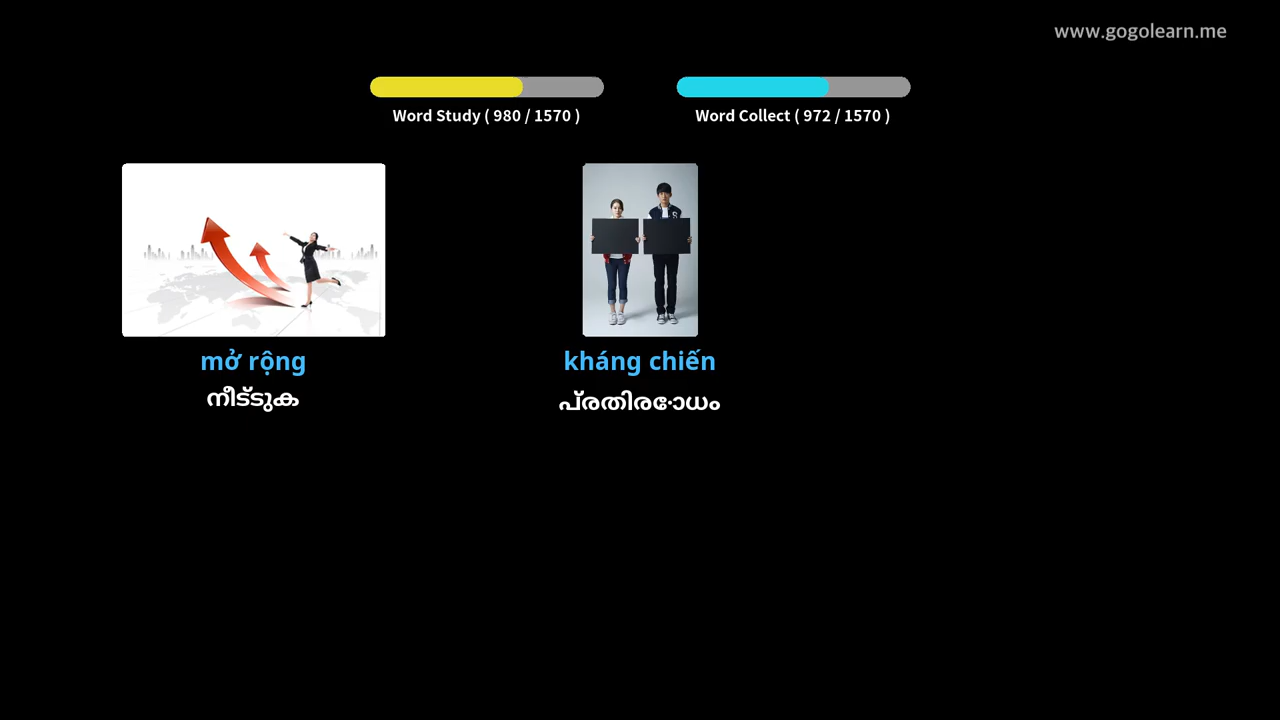 www.gogolearn.me
Word Study ( 980 / 1570 )
Word Collect ( 972 / 1570 )
mở rộng
നീട്ടുക
kháng chiến
പ്രതിരോധം